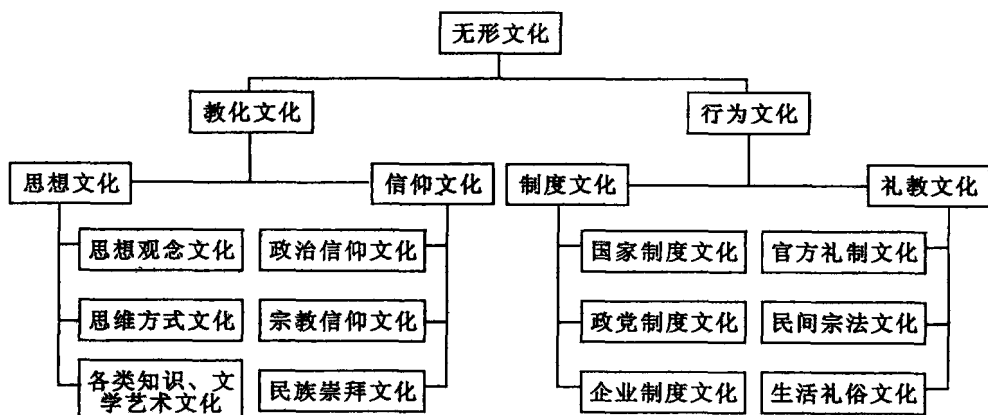 无形文化
教化文化
行为文化
思想文化
信仰文化
制度文化
礼教文化
思想观念文化
政治信仰文化
国家制度文化
官方礼制文化
思维方式文化
宗教信仰文化
政党制度文化
民间宗法文化
各类知识、文
学艺术文化
民族崇拜文化
企业制度文化
生活礼俗文化